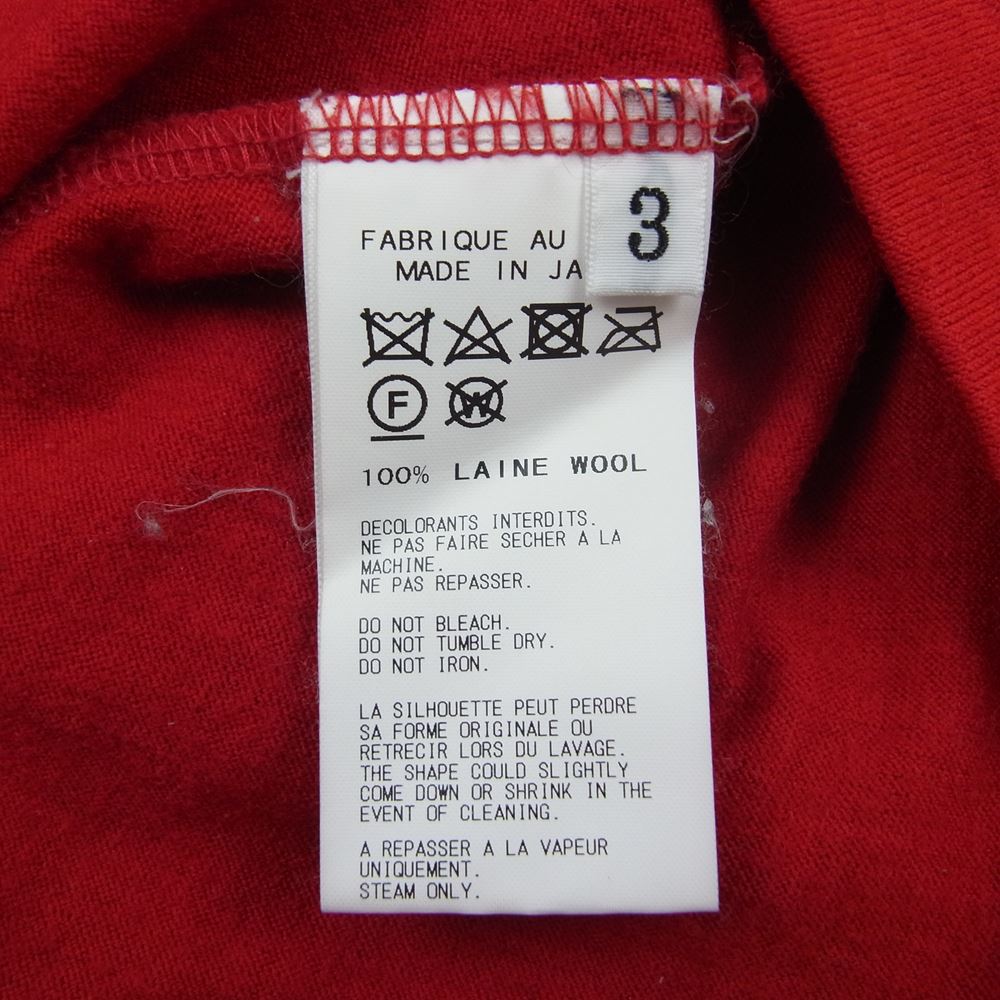 3
FABRIQUE AU
MADE IN JA
F
W
100% LAINE WOOL
DECOLORANTS INTERDITS.
NE PAS FAIRE SECHER A LA
MACHINE.
NE PAS REPASSER.
DO NOT BLEACH.
DO NOT TUMBLE DRY.
DO NOT IRON.
LA SILHOUETTE PEUT PERDRE
SA FORME ORIGINALE OU
RETRECIR LORS DU LAVAGE.
THE SHAPE COULD SLIGHTLY
COME DOWN OR SHRINK IN THE
EVENT OF CLEANING.
A REPASSER A LA VAPEUR
UNIQUEMENT.
STEAM ONLY.